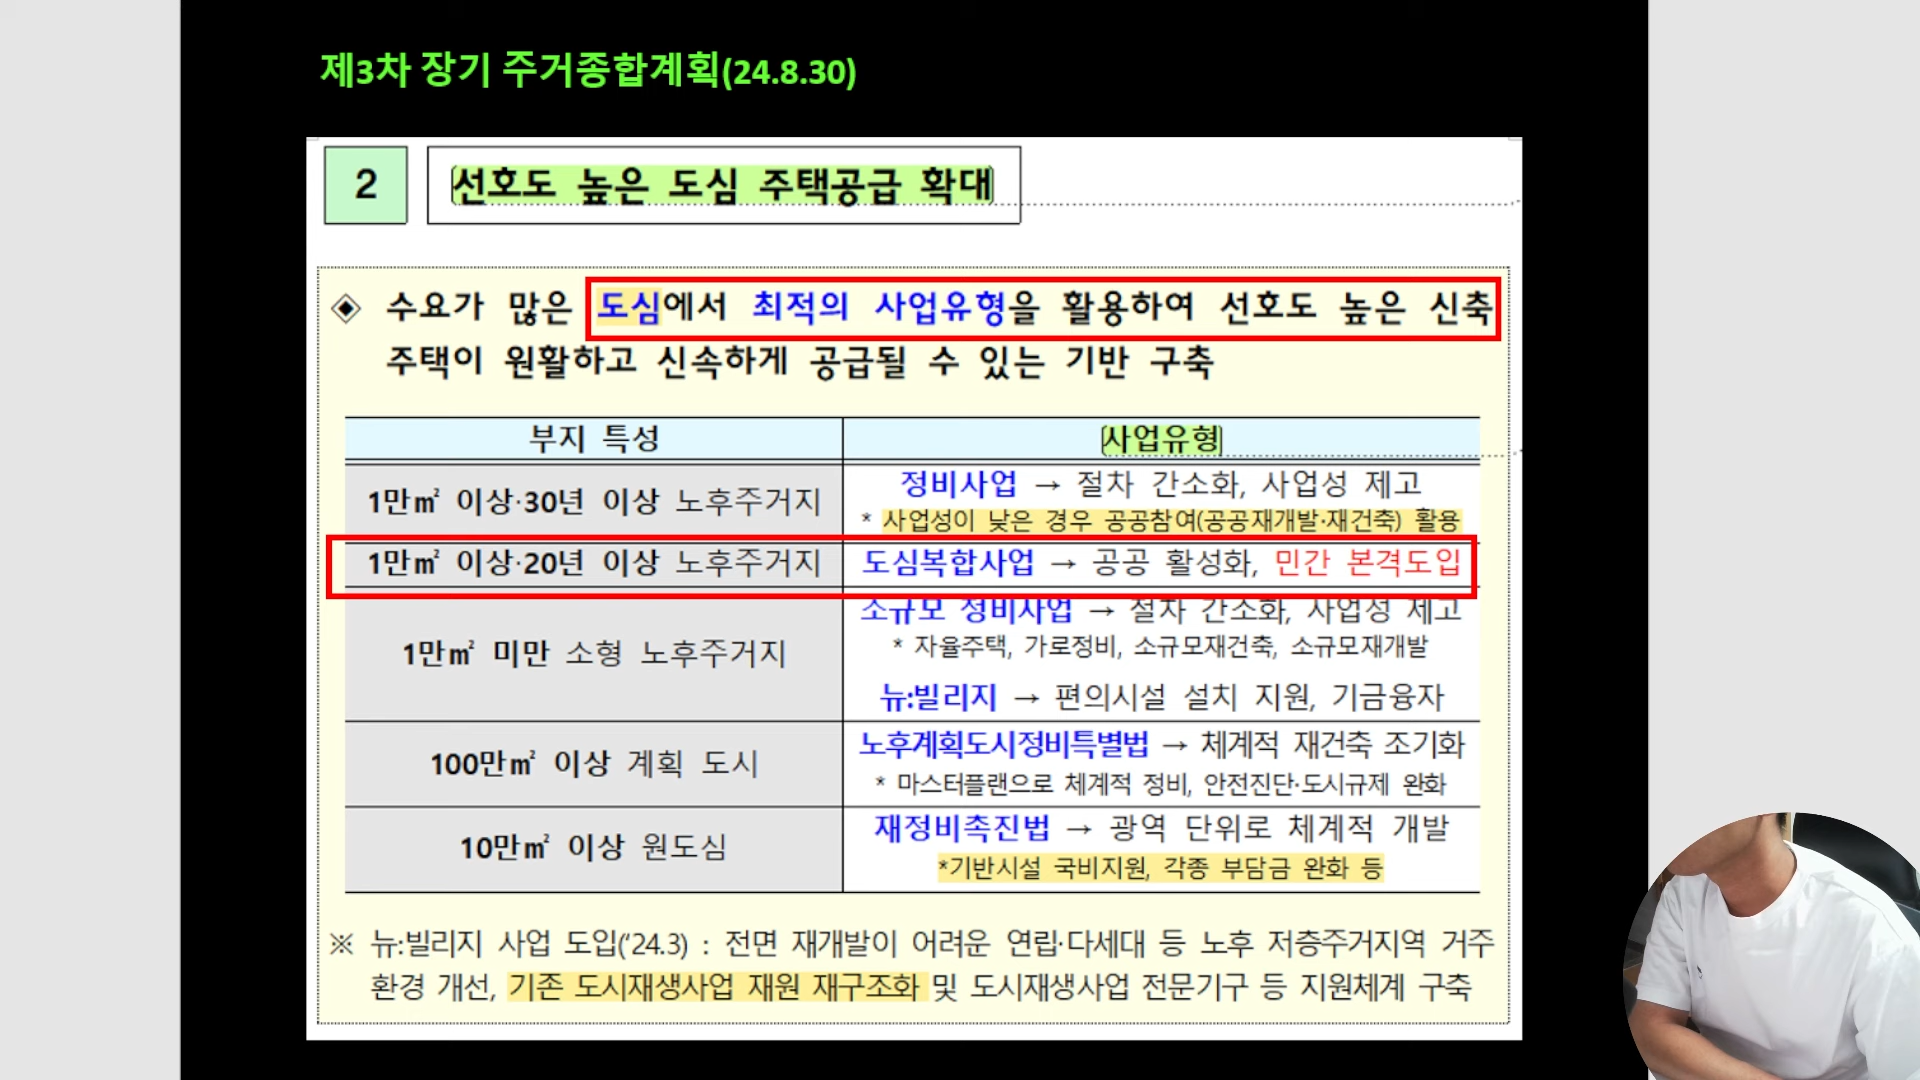 제3차 장기 주거종합계획(24.8.30)
2
선호도 높은 도심 주택공급 확대
◈ 수요가 많은 도심에서 최적의 사업유형을 활용하여 선호도 높은 신축
주택이 원활하고 신속하게 공급될 수 있는 기반 구축
부지 특성
사업유형
1만㎡ 이상·30년 이상 노후주거지
정비사업 → 절차 간소화, 사업성 제고
* 사업성이 낮은 경우 공공참여(공공재개발·재건축) 활용
1만㎡ 이상·20년 이상 노후주거지
도심복합사업 → 공공 활성화, 민간 본격도입
1만㎡ 미만 소형 노후주거지
소규모 정비사업 → 절차 간소화, 사업성 제고
* 자율주택, 가로정비, 소규모재건축, 소규모재개발
뉴:빌리지 → 편의시설 설치 지원, 기금융자
100만㎡ 이상 계획 도시
노후계획도시정비특별법 → 체계적 재건축 조기화
* 마스터플랜으로 체계적 정비, 안전진단·도시규제 완화
10만㎡ 이상 원도심
재정비촉진법 → 광역 단위로 체계적 개발
*기반시설 국비지원, 각종 부담금 완화 등
※ 뉴:빌리지 사업 도입('24.3) : 전면 재개발이 어려운 연립·다세대 등 노후 저층주거지역 거주
환경 개선, 기존 도시재생사업 재원 재구조화 및 도시재생사업 전문기구 등 지원체계 구축